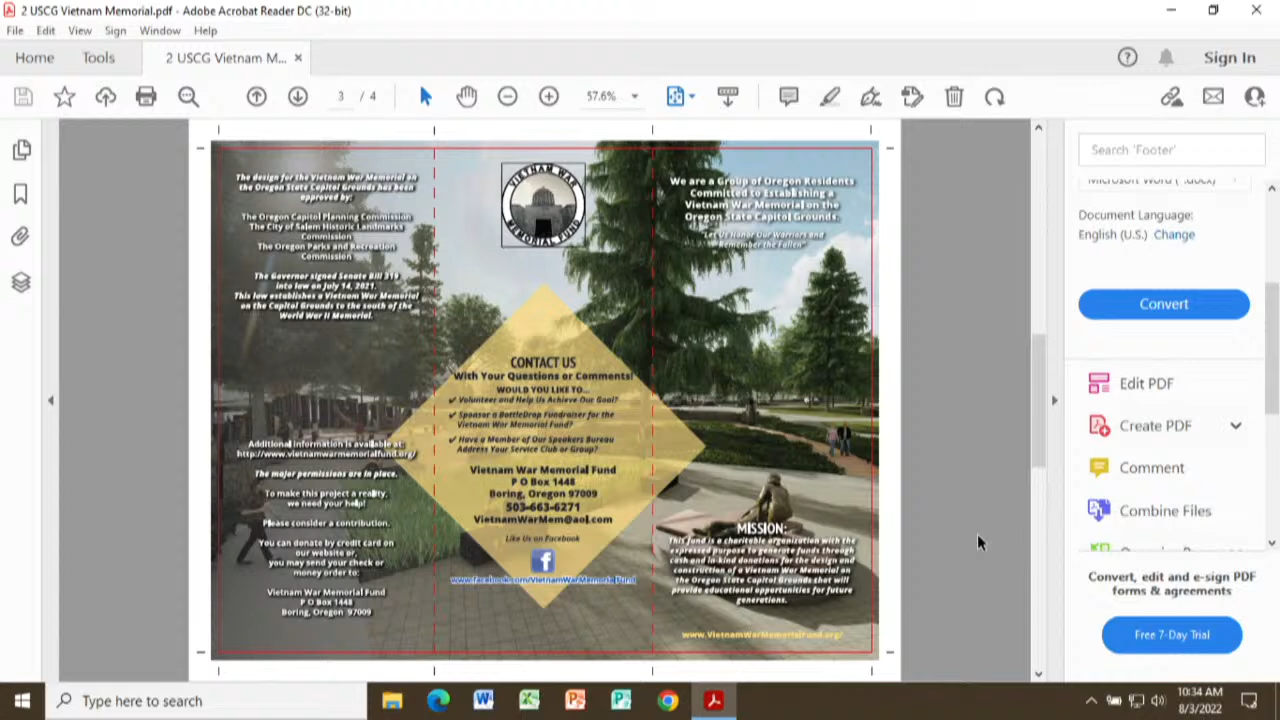 2 USCG Vietnam Memorial.pdf - Adobe Acrobat Reader DC (32-bit)
File Edit View Sign Window Help
Home Tools 2 USCG Vietnam M... × Sign In
3 / 4 57.6%
The design for the Vietnam War Memorial on
the Oregon State Capitol Grounds has been
approved by:
The Oregon Capitol Planning Commission
The City of Salem Historic Landmarks
Commission
The Oregon Parks and Recreation
Commission
The Governor signed Senate Bill 319
into law on July 14, 2021.
This law establishes a Vietnam War Memorial
on the Capitol Grounds to the south of the
World War II Memorial.
Additional information is available at:
http://www.vietnamwarmemorialfund.org/
The major permissions are in place.
To make this project a reality,
we need your help!
Please consider a contribution.
You can donate by credit card on
our website or,
you may send your check or
money order to:
Vietnam War Memorial Fund
P O Box 1448
Boring, Oregon 97009
VIETNAM WAR
MEMORIAL FUND
CONTACT US
With Your Questions or Comments!
WOULD YOU LIKE TO...
✔ Volunteer and Help Us Achieve Our Goal?
✔ Sponsor a BottleDrop Fundraiser for the
Vietnam War Memorial Fund?
✔ Have a Member of Our Speakers Bureau
Address Your Service Club or Group?
Vietnam War Memorial Fund
P O Box 1448
Boring, Oregon 97009
503-663-6271
VietnamWarMem@aol.com
Like Us on Facebook
f
www.facebook.com/VietnamWarMemorialFund
We are a Group of Oregon Residents
Committed to Establishing a
Vietnam War Memorial on the
Oregon State Capitol Grounds.
"Let Us Honor Our Warriors and
Remember the Fallen"
MISSION:
This fund is a charitable organization with the
expressed purpose to generate funds through
cash and in-kind donations for the design and
construction of a Vietnam War Memorial on
the Oregon State Capitol Grounds that will
provide educational opportunities for future
generations.
www.VietnamWarMemorialFund.org/
Search 'Footer'
Microsoft Word (*.docx)
Document Language:
English (U.S.) Change
Convert
Edit PDF
Create PDF
Comment
Combine Files
Convert, edit and e-sign PDF
forms & agreements
Free 7-Day Trial
Type here to search
10:34 AM
8/3/2022